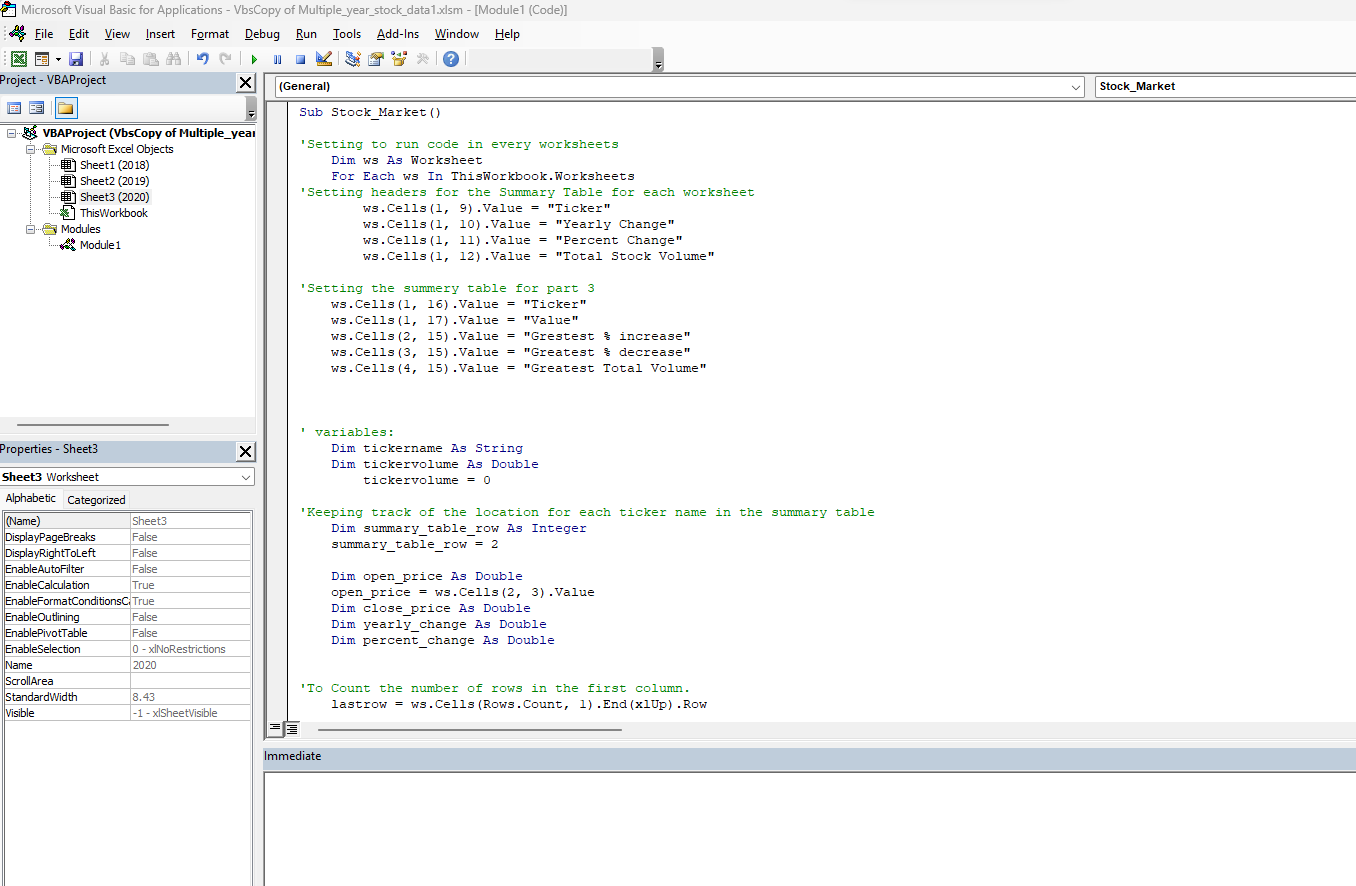 Microsoft Visual Basic for Applications - VbsCopy of Multiple_year_stock_data1.xlsm - [Module1 (Code)]
File Edit View Insert Format Debug Run Tools Add-Ins Window Help
Project - VBAProject
VBAProject (VbsCopy of Multiple_year
Microsoft Excel Objects
Sheet1 (2018)
Sheet2 (2019)
Sheet3 (2020)
ThisWorkbook
Modules
Module1
Properties - Sheet3
Sheet3 Worksheet
Alphabetic Categorized
(Name) Sheet3
DisplayPageBreaks False
DisplayRightToLeft False
EnableAutoFilter False
EnableCalculation True
EnableFormatConditionsCa True
EnableOutlining False
EnablePivotTable False
EnableSelection 0 - xlNoRestrictions
Name 2020
ScrollArea
StandardWidth 8.43
Visible -1 - xlSheetVisible
(General) Stock_Market
Sub Stock_Market()
'Setting to run code in every worksheets
Dim ws As Worksheet
For Each ws In ThisWorkbook.Worksheets
'Setting headers for the Summary Table for each worksheet
ws.Cells(1, 9).Value = "Ticker"
ws.Cells(1, 10).Value = "Yearly Change"
ws.Cells(1, 11).Value = "Percent Change"
ws.Cells(1, 12).Value = "Total Stock Volume"
'Setting the summery table for part 3
ws.Cells(1, 16).Value = "Ticker"
ws.Cells(1, 17).Value = "Value"
ws.Cells(2, 15).Value = "Grestest % increase"
ws.Cells(3, 15).Value = "Greatest % decrease"
ws.Cells(4, 15).Value = "Greatest Total Volume"
' variables:
Dim tickername As String
Dim tickervolume As Double
tickervolume = 0
'Keeping track of the location for each ticker name in the summary table
Dim summary_table_row As Integer
summary_table_row = 2
Dim open_price As Double
open_price = ws.Cells(2, 3).Value
Dim close_price As Double
Dim yearly_change As Double
Dim percent_change As Double
'To Count the number of rows in the first column.
lastrow = ws.Cells(Rows.Count, 1).End(xlUp).Row
Immediate